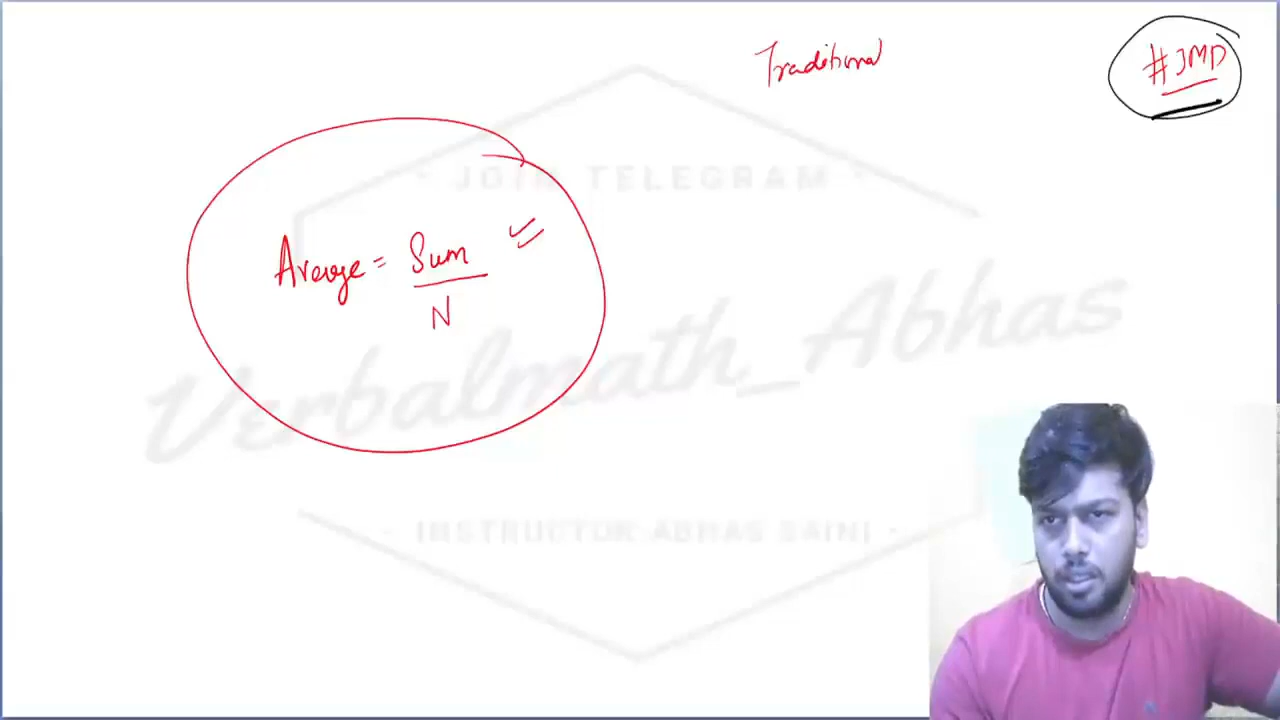 Traditional
#JMD
- JOIN TELEGRAM -
Average = Sum
N
Verbalmath_Abhas
- INSTRUCTOR ABHAS SAINI -